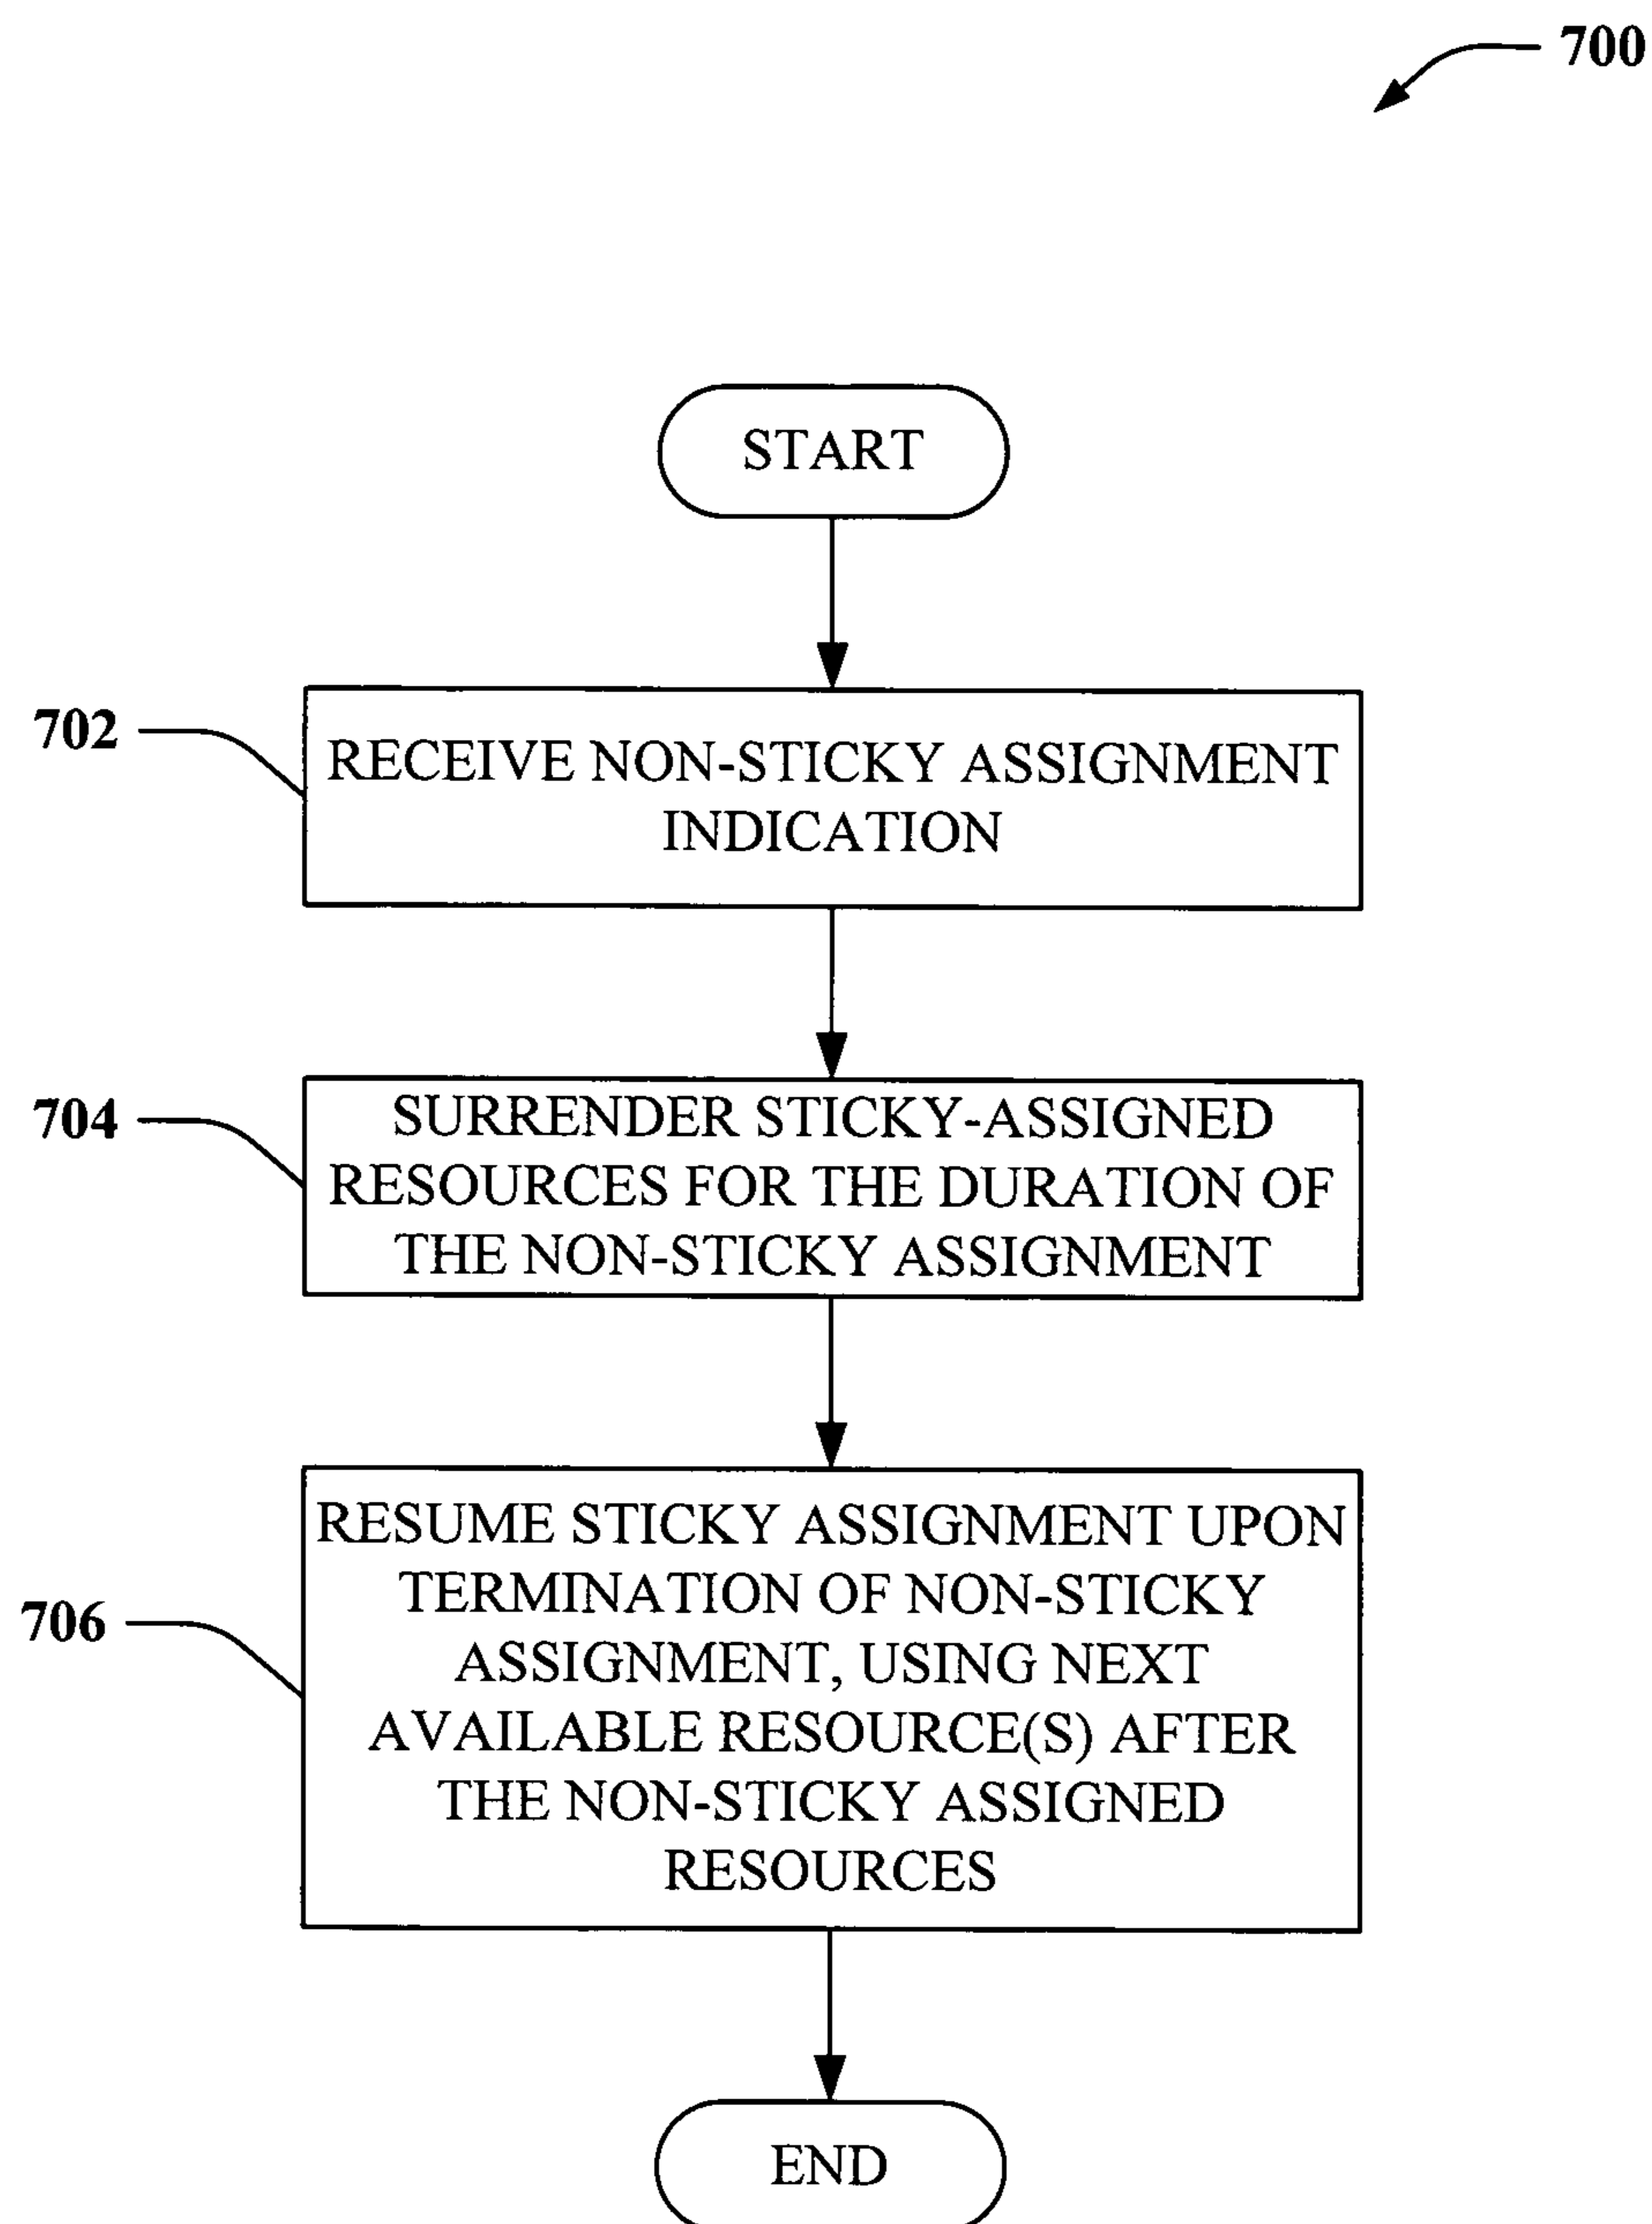 700
START
702
RECEIVE NON-STICKY ASSIGNMENT
INDICATION
704
SURRENDER STICKY-ASSIGNED
RESOURCES FOR THE DURATION OF
THE NON-STICKY ASSIGNMENT
706
RESUME STICKY ASSIGNMENT UPON
TERMINATION OF NON-STICKY
ASSIGNMENT, USING NEXT
AVAILABLE RESOURCE(S) AFTER
THE NON-STICKY ASSIGNED
RESOURCES
END